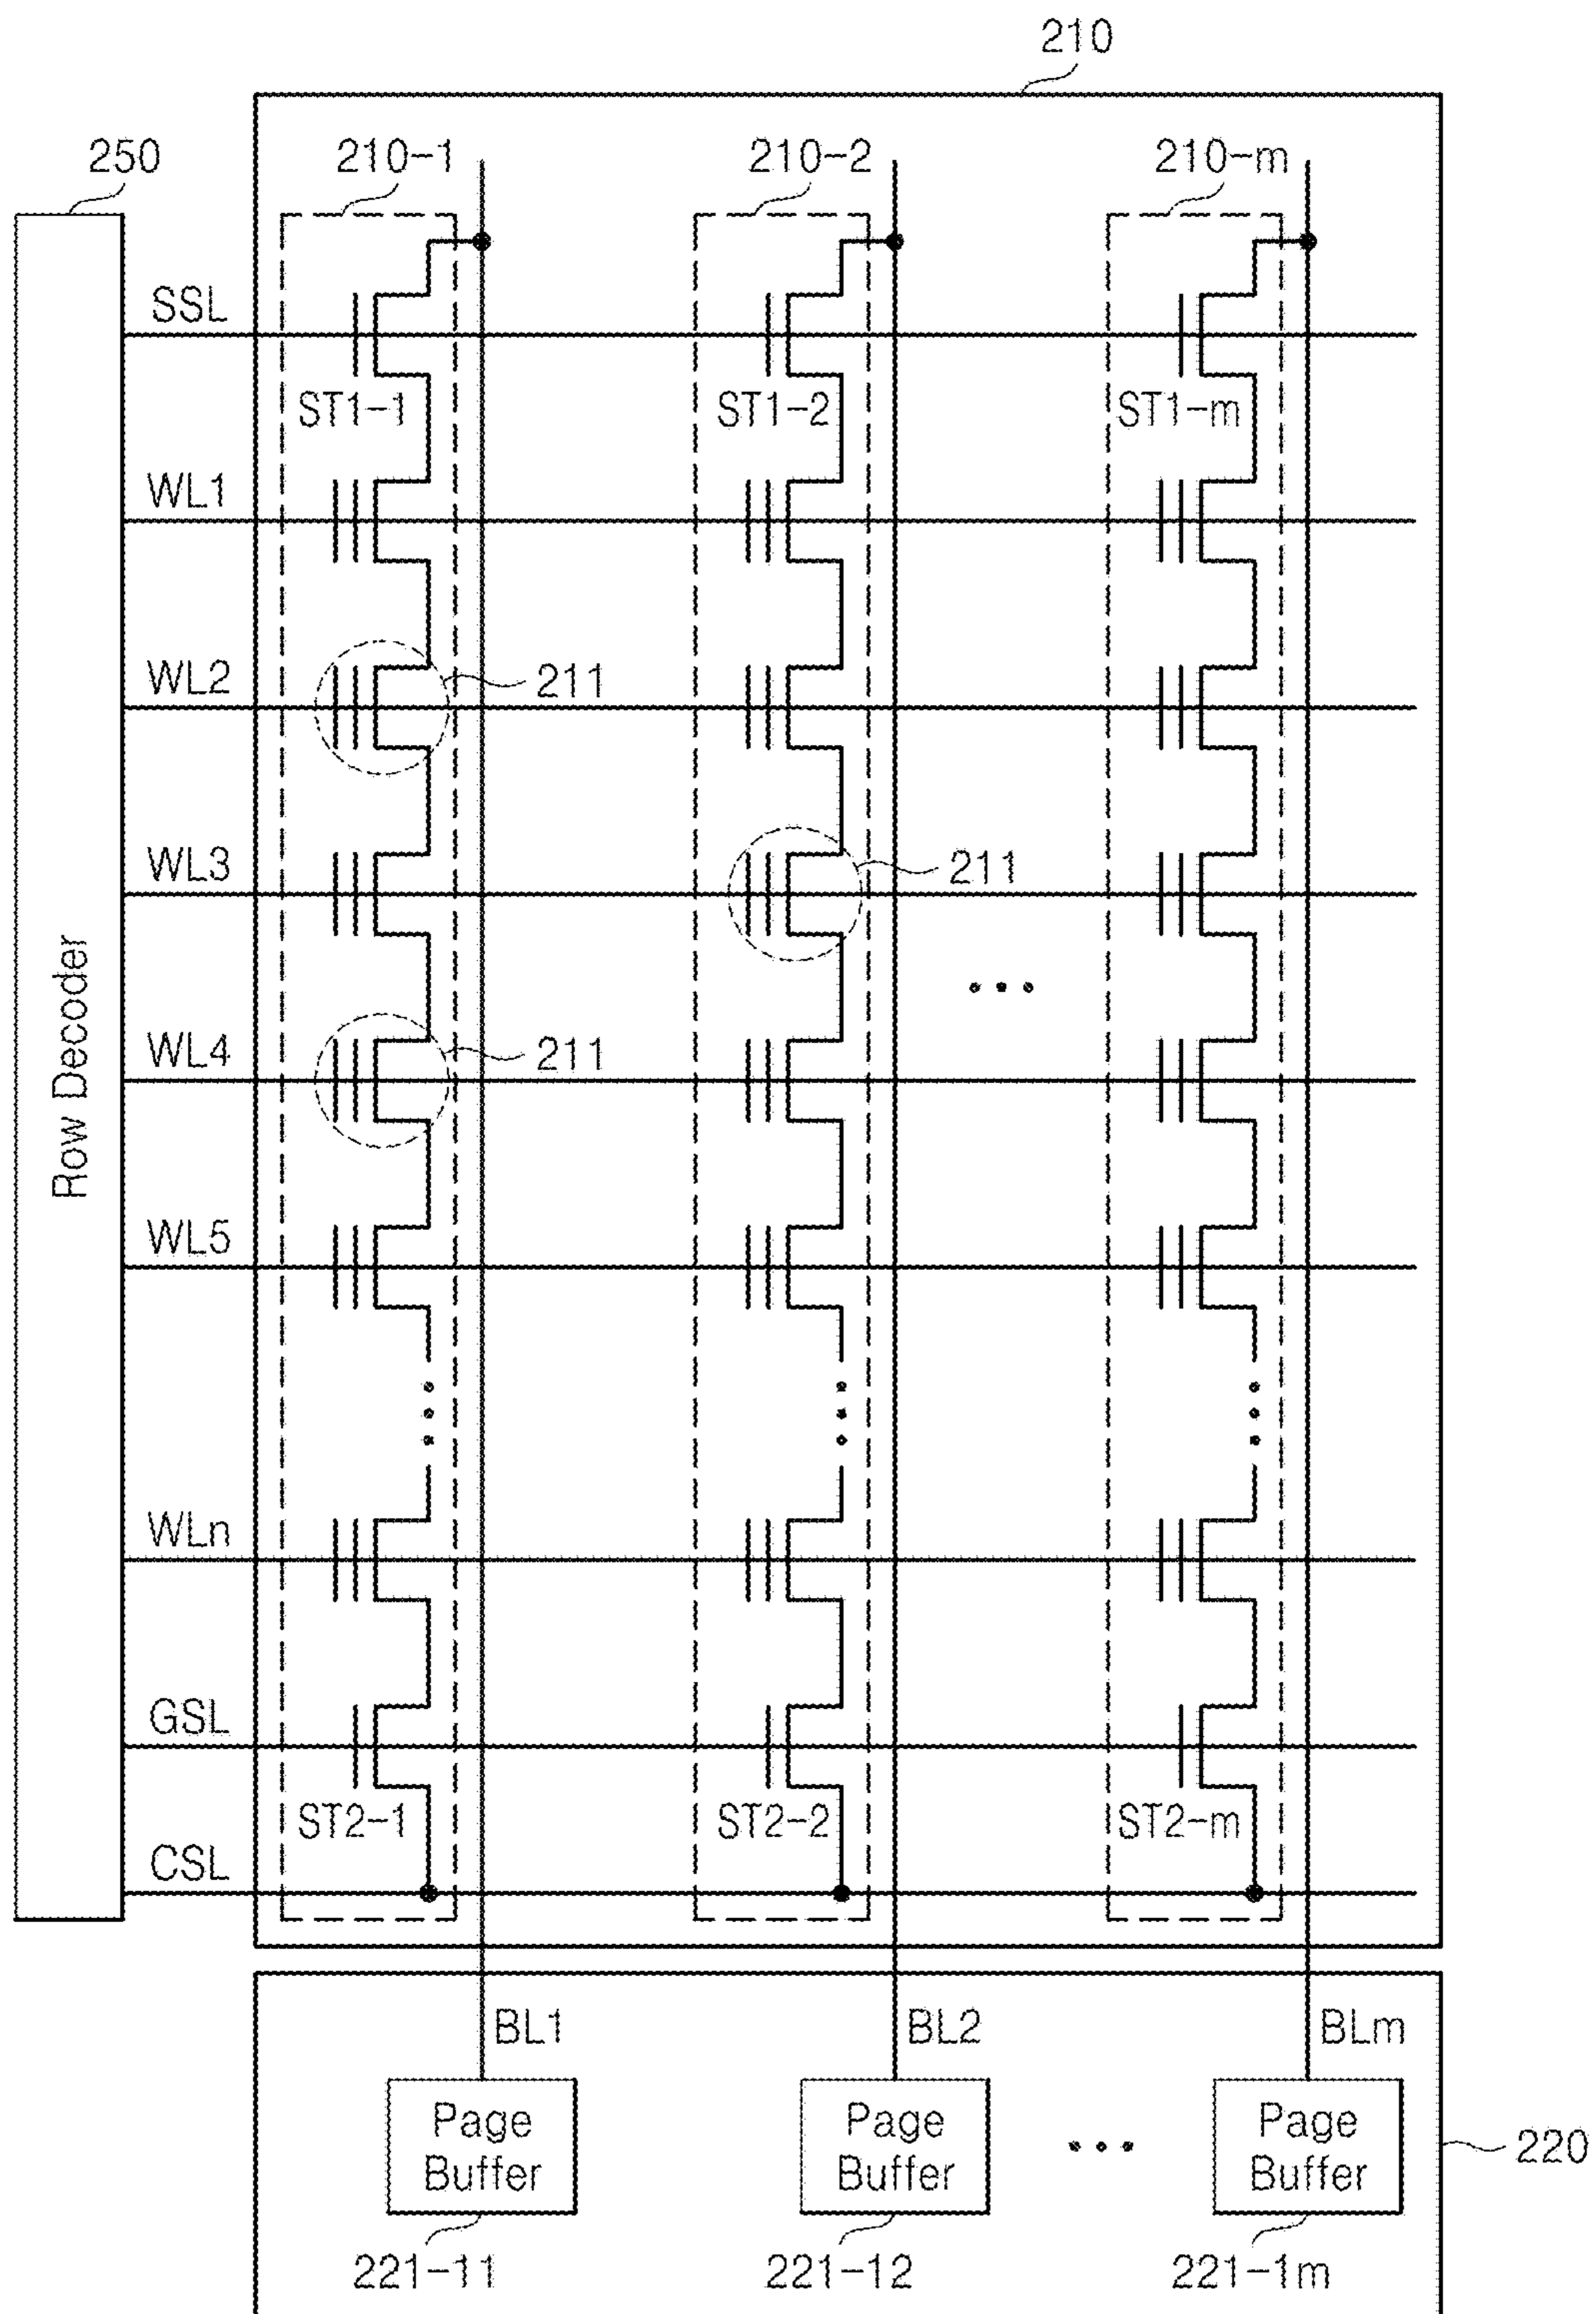 210
250
210-1
210-2
210-m
SSL
ST1-1
ST1-2
ST1-m
WL1
WL2
211
WL3
211
Row Decoder
WL4
211
WL5
WLn
GSL
ST2-1
ST2-2
ST2-m
CSL
BL1
BL2
BLm
Page
Buffer
Page
Buffer
Page
Buffer
220
221-11
221-12
221-1m